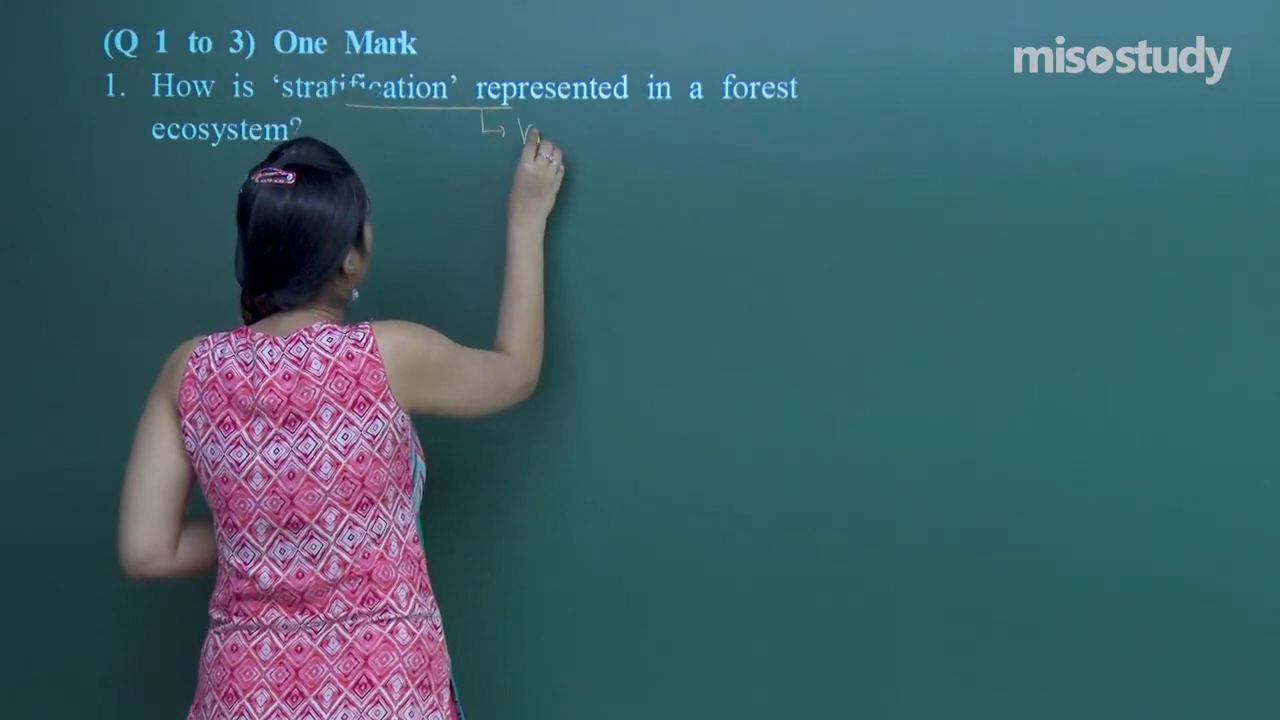 (Q 1 to 3) One Mark
misostudy
1. How is ‘stratification’ represented in a forest
ecosystem?
V